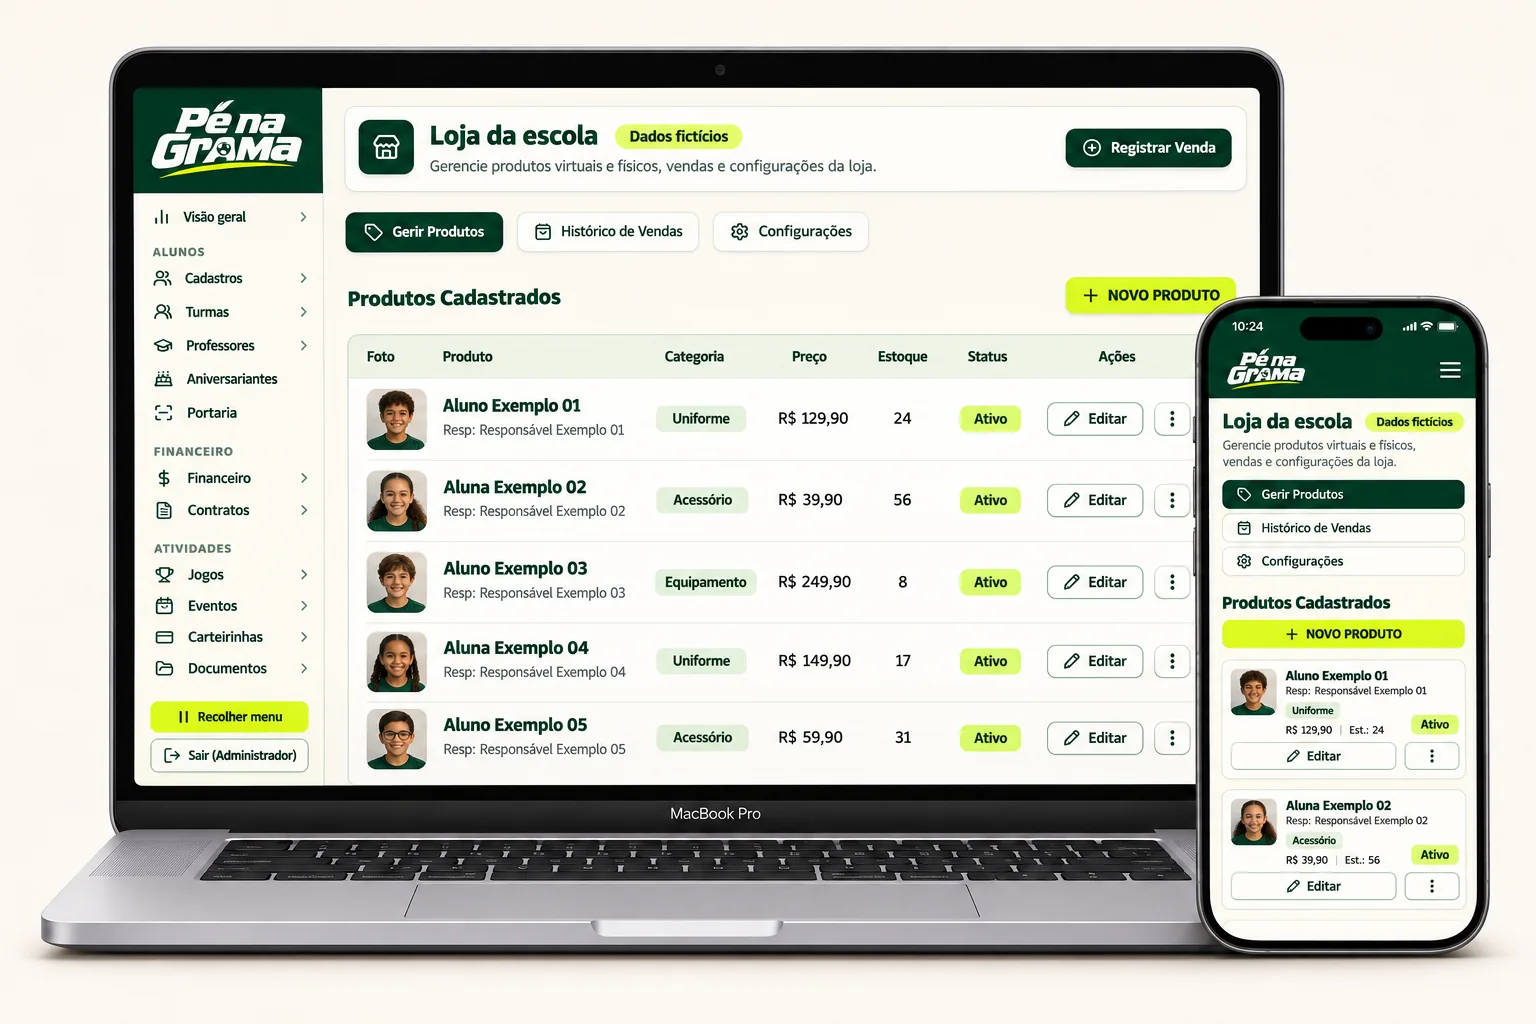 Pé na
Grama
Visão geral
ALUNOS
Cadastros
Turmas
Professores
Aniversariantes
Portaria
FINANCEIRO
Financeiro
Contratos
ATIVIDADES
Jogos
Eventos
Carteirinhas
Documentos
Recolher menu
Sair (Administrador)
Loja da escola Dados fictícios
Gerencie produtos virtuais e físicos, vendas e configurações da loja.
Registrar Venda
Gerir Produtos Histórico de Vendas Configurações
Produtos Cadastrados
+ NOVO PRODUTO
Foto Produto Categoria Preço Estoque Status Ações
Aluno Exemplo 01
Resp: Responsável Exemplo 01
Uniforme R$ 129,90 24 Ativo Editar
Aluna Exemplo 02
Resp: Responsável Exemplo 02
Acessório R$ 39,90 56 Ativo Editar
Aluno Exemplo 03
Resp: Responsável Exemplo 03
Equipamento R$ 249,90 8 Ativo Editar
Aluna Exemplo 04
Resp: Responsável Exemplo 04
Uniforme R$ 149,90 17 Ativo Editar
Aluno Exemplo 05
Resp: Responsável Exemplo 05
Acessório R$ 59,90 31 Ativo Editar
MacBook Pro
10:24
Pé na
Grama
Loja da escola Dados fictícios
Gerencie produtos virtuais e físicos,
vendas e configurações da loja.
Gerir Produtos
Histórico de Vendas
Configurações
Produtos Cadastrados
+ NOVO PRODUTO
Aluno Exemplo 01
Resp: Responsável Exemplo 01
Uniforme
R$ 129,90 | Est.: 24 Ativo
Editar
Aluna Exemplo 02
Resp: Responsável Exemplo 02
Acessório
R$ 39,90 | Est.: 56 Ativo
Editar